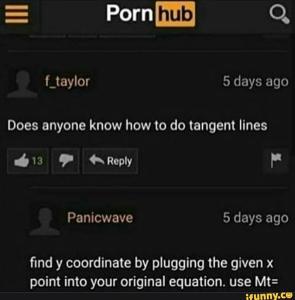 Porn hub
f_taylor 5 days ago
Does anyone know how to do tangent lines
13 Reply
Panicwave 5 days ago
find y coordinate by plugging the given x
point into your original equation. use Mt=
ifunny.co